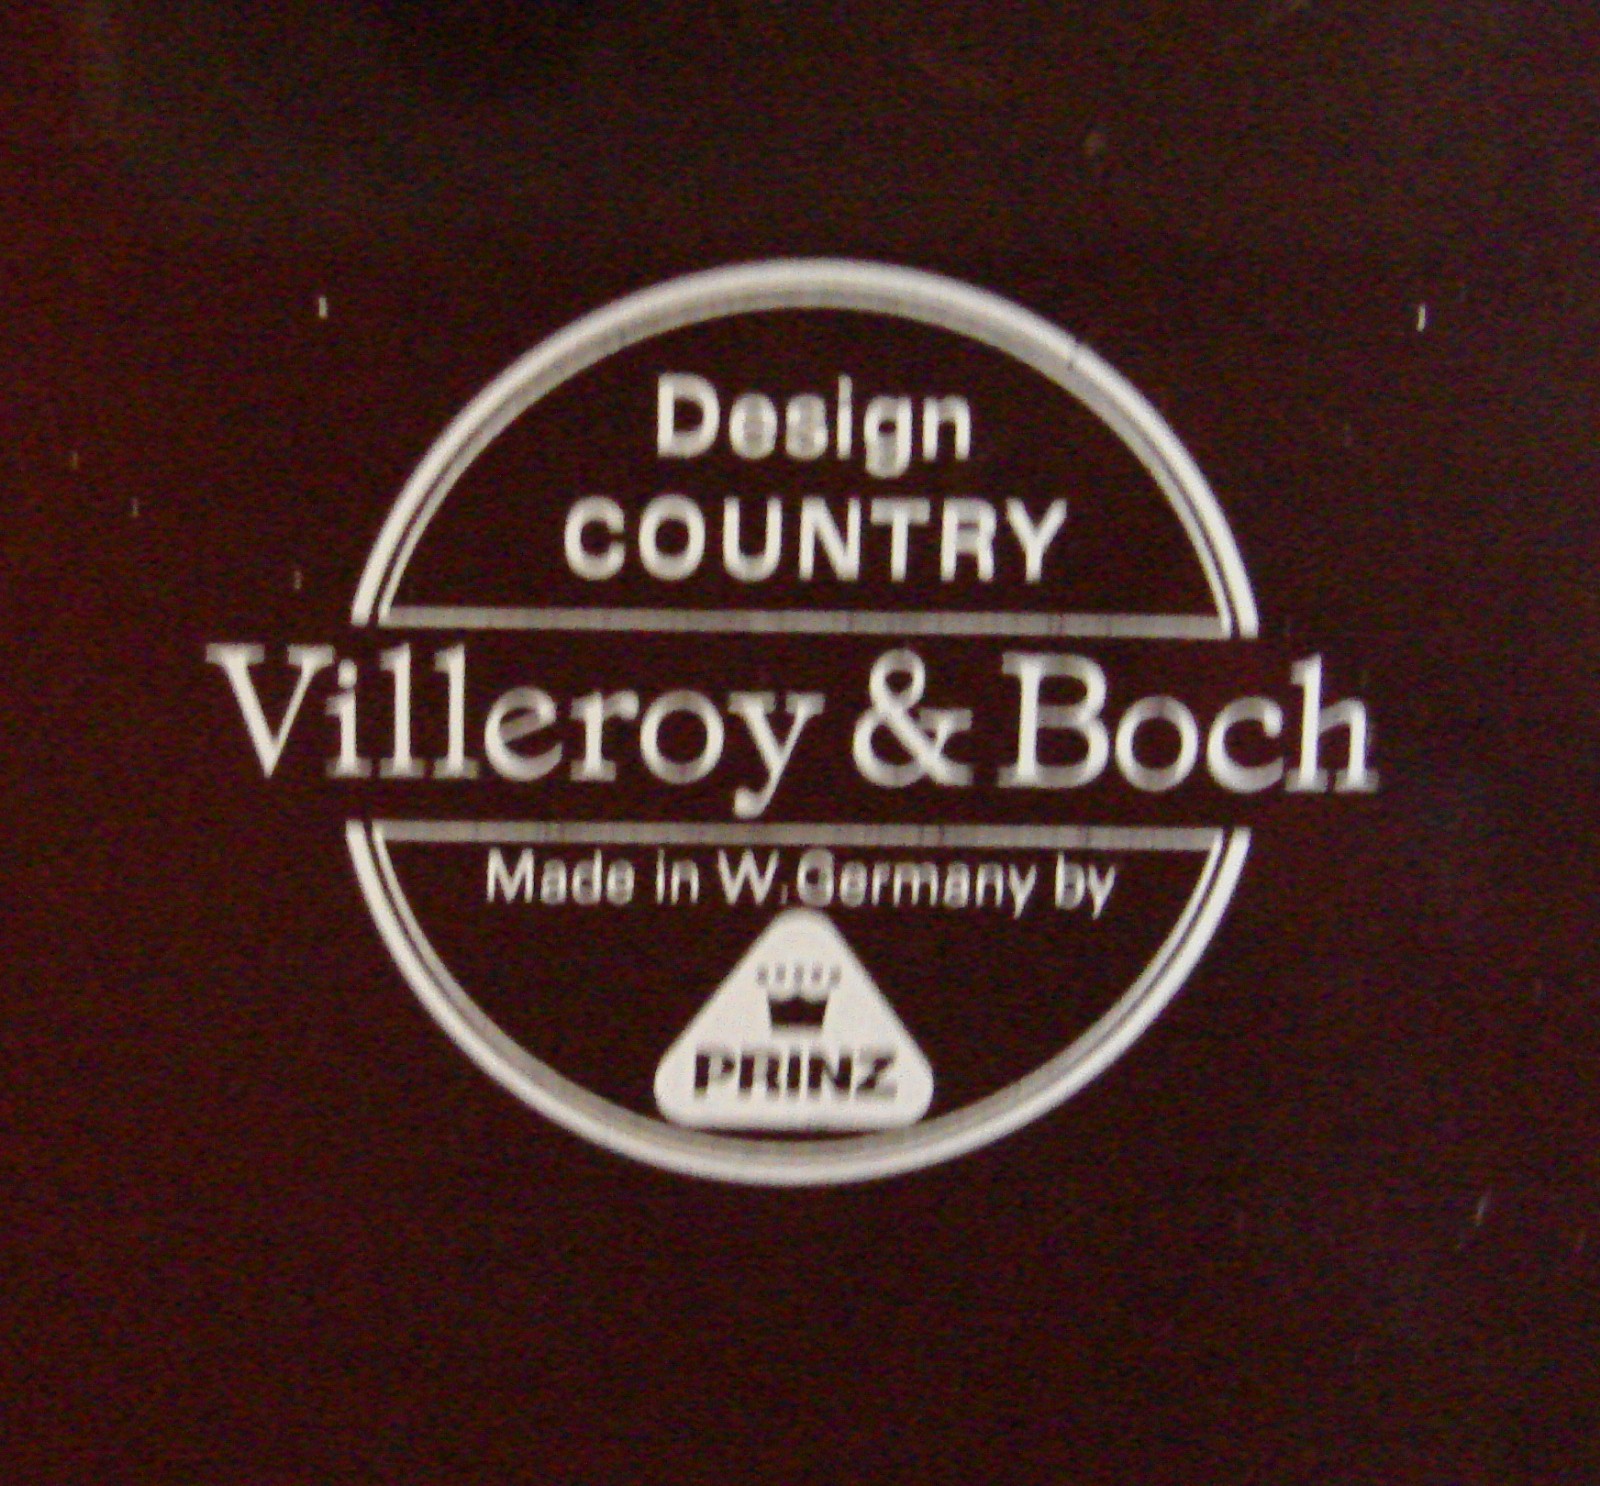 Design
COUNTRY
Villeroy & Boch
Made in W.Germany by
PRINZ